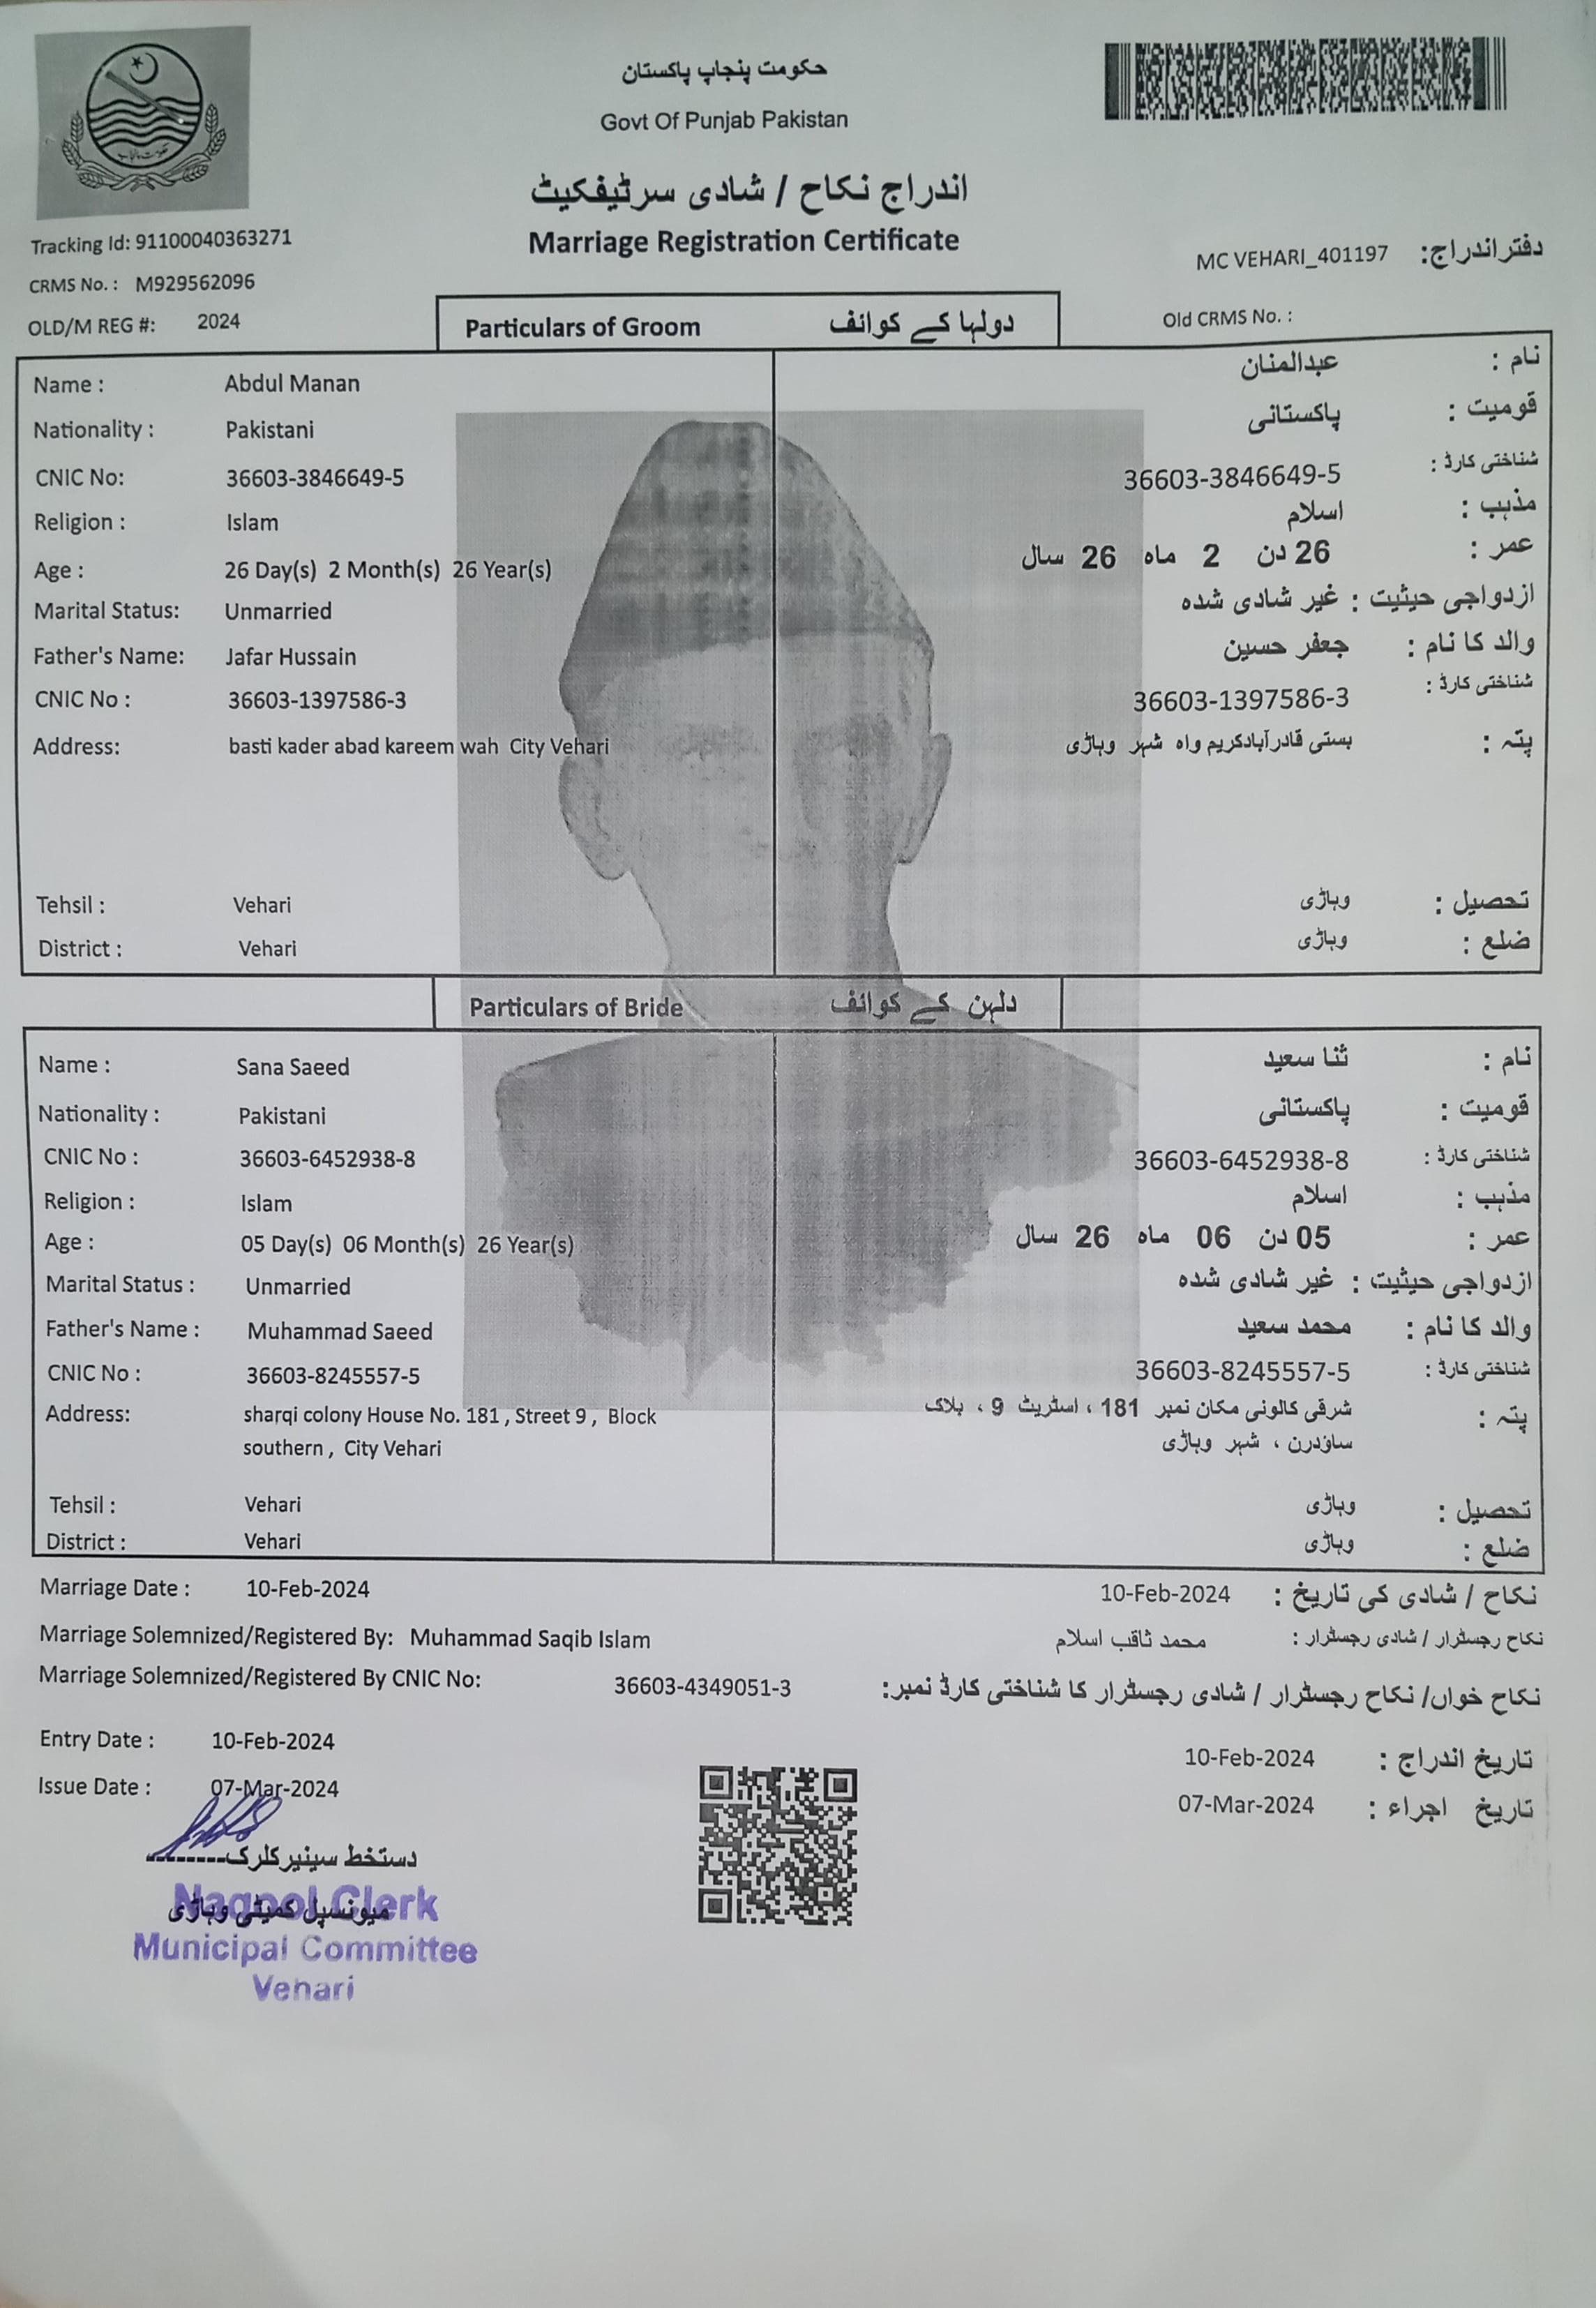 حکومت پنجاب پاکستان
Govt Of Punjab Pakistan
اندراج نکاح / شادی سرٹیفکیٹ
Marriage Registration Certificate
Tracking Id: 91100040363271
CRMS No. : M929562096
OLD/M REG #: 2024
دفتراندراج: MC VEHARI_401197
Old CRMS No. :
Particulars of Groom دولہا کے کوائف
Name : Abdul Manan عبدالمنان نام :
Nationality : Pakistani پاکستانی قومیت :
CNIC No: 36603-3846649-5 36603-3846649-5 شناختی کارڈ :
Religion : Islam اسلام مذہب :
Age : 26 Day(s) 2 Month(s) 26 Year(s) 26 دن 2 ماہ 26 سال عمر :
Marital Status: Unmarried ازدواجی حیثیت : غیر شادی شدہ
Father's Name: Jafar Hussain جعفر حسین والد کا نام :
CNIC No : 36603-1397586-3 36603-1397586-3 شناختی کارڈ :
Address: basti kader abad kareem wah City Vehari بستی قادرآبادکریم واہ شہر وہاڑی پتہ :
Tehsil : Vehari وہاڑی تحصیل :
District : Vehari وہاڑی ضلع :
Particulars of Bride دلہن کے کوائف
Name : Sana Saeed ثنا سعید نام :
Nationality : Pakistani پاکستانی قومیت :
CNIC No : 36603-6452938-8 36603-6452938-8 شناختی کارڈ :
Religion : Islam اسلام مذہب :
Age : 05 Day(s) 06 Month(s) 26 Year(s) 05 دن 06 ماہ 26 سال عمر :
Marital Status : Unmarried ازدواجی حیثیت : غیر شادی شدہ
Father's Name : Muhammad Saeed محمد سعید والد کا نام :
CNIC No : 36603-8245557-5 36603-8245557-5 شناختی کارڈ :
Address: sharqi colony House No. 181 , Street 9 , Block شرقی کالونی مکان نمبر 181 ، اسٹریٹ 9 ، بلاک پتہ :
southern , City Vehari ساؤدرن ، شہر وہاڑی
Tehsil : Vehari وہاڑی تحصیل :
District : Vehari وہاڑی ضلع :
Marriage Date : 10-Feb-2024 10-Feb-2024 نکاح / شادی کی تاریخ :
Marriage Solemnized/Registered By: Muhammad Saqib Islam محمد ثاقب اسلام نکاح رجسٹرار / شادی رجسٹرار :
Marriage Solemnized/Registered By CNIC No: 36603-4349051-3 نکاح خواں/ نکاح رجسٹرار / شادی رجسٹرار کا شناختی کارڈ نمبر:
Entry Date : 10-Feb-2024 10-Feb-2024 تاریخ اندراج :
Issue Date : 07-Mar-2024 07-Mar-2024 تاریخ اجراء :
دستخط سینیرکلرک---------
میونسپل کمیٹی وہاڑی
Clerk
Municipal Committee
Vehari